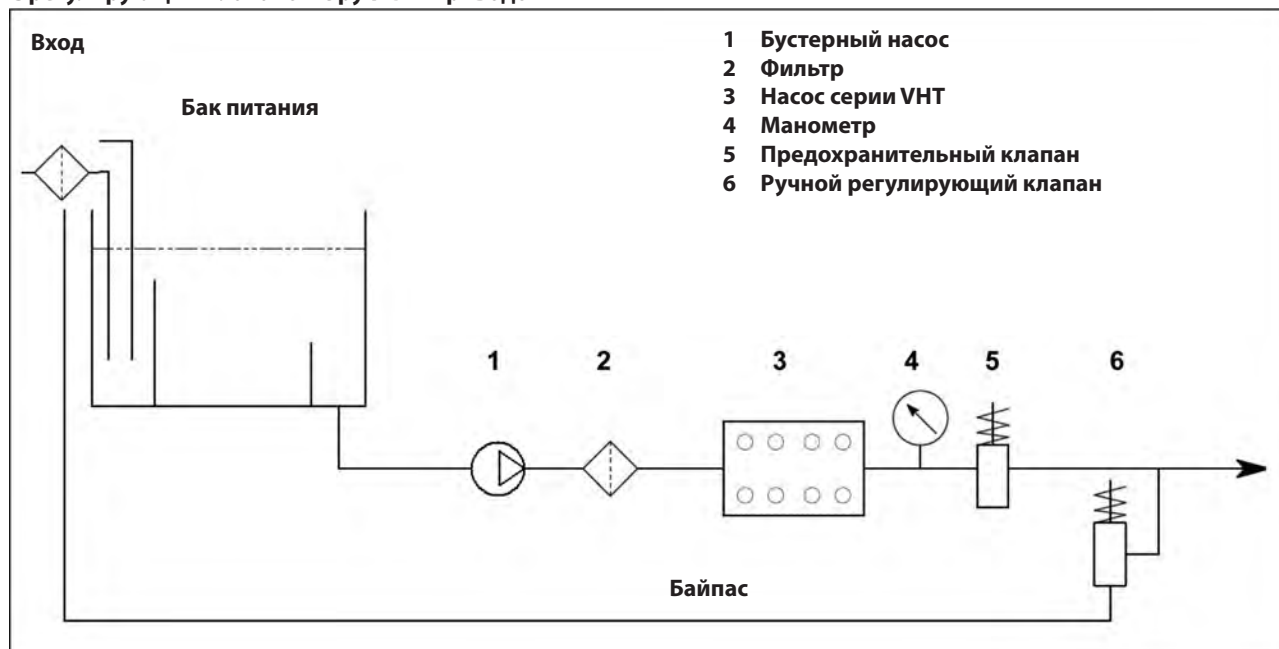 Вход
Бак питания
1 Бустерный насос
2 Фильтр
3 Насос серии VHT
4 Манометр
5 Предохранительный клапан
6 Ручной регулирующий клапан
1 2 3 4 5 6
Байпас